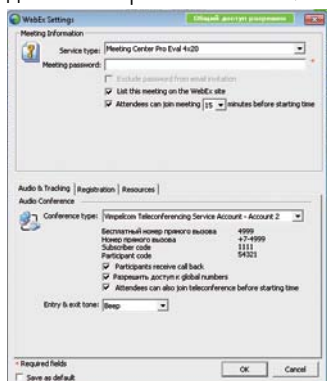 WebEx Settings
Общий доступ разрешен
Meeting Information
Service type: Meeting Center Pro Eval 4x20
Meeting password: *
Exclude password from email invitation
List this meeting on the WebEx site
Attendees can join meeting 15 minutes before starting time
Audio & Tracking Registration Resources
Audio Conference
Conference type: Vimpelcom Teleconferencing Service Account - Account 2
Бесплатный номер прямого вызова 4999
Номер прямого вызова +7-4999
Subscriber code 1111
Participant code 54321
Participants receive call back
Разрешить доступ к global numbers
Attendees can also join teleconference before starting time
Entry & exit tone: Beep
* Required fields
Save as default
OK Cancel